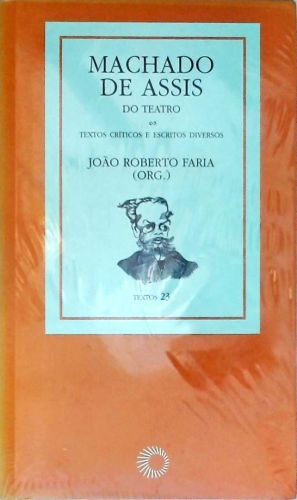 MACHADO
DE ASSIS
DO TEATRO
TEXTOS CRÍTICOS E ESCRITOS DIVERSOS
JOÃO ROBERTO FARIA
(ORG.)
TEXTOS 23